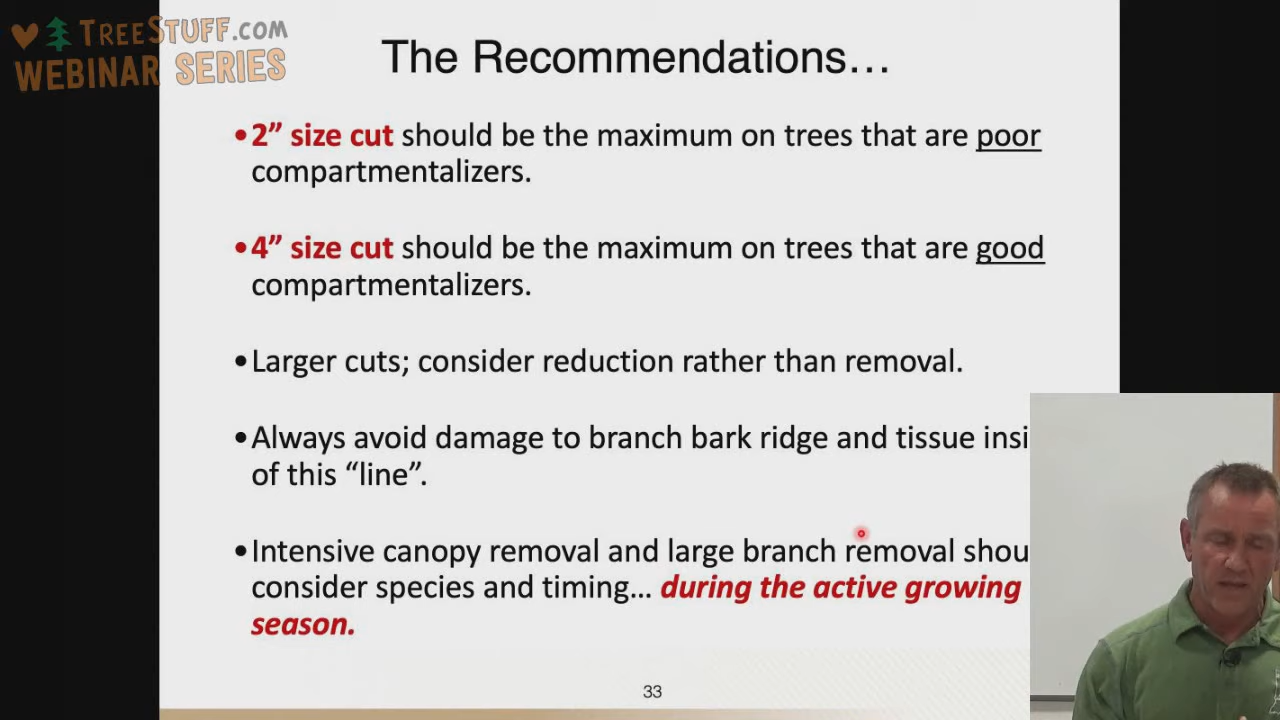 TREESTUFF.com
WEBINAR SERIES
The Recommendations…
•2” size cut should be the maximum on trees that are poor
compartmentalizers.
•4” size cut should be the maximum on trees that are good
compartmentalizers.
•Larger cuts; consider reduction rather than removal.
•Always avoid damage to branch bark ridge and tissue insi
of this “line”.
•Intensive canopy removal and large branch removal shou
consider species and timing… during the active growing
season.
33